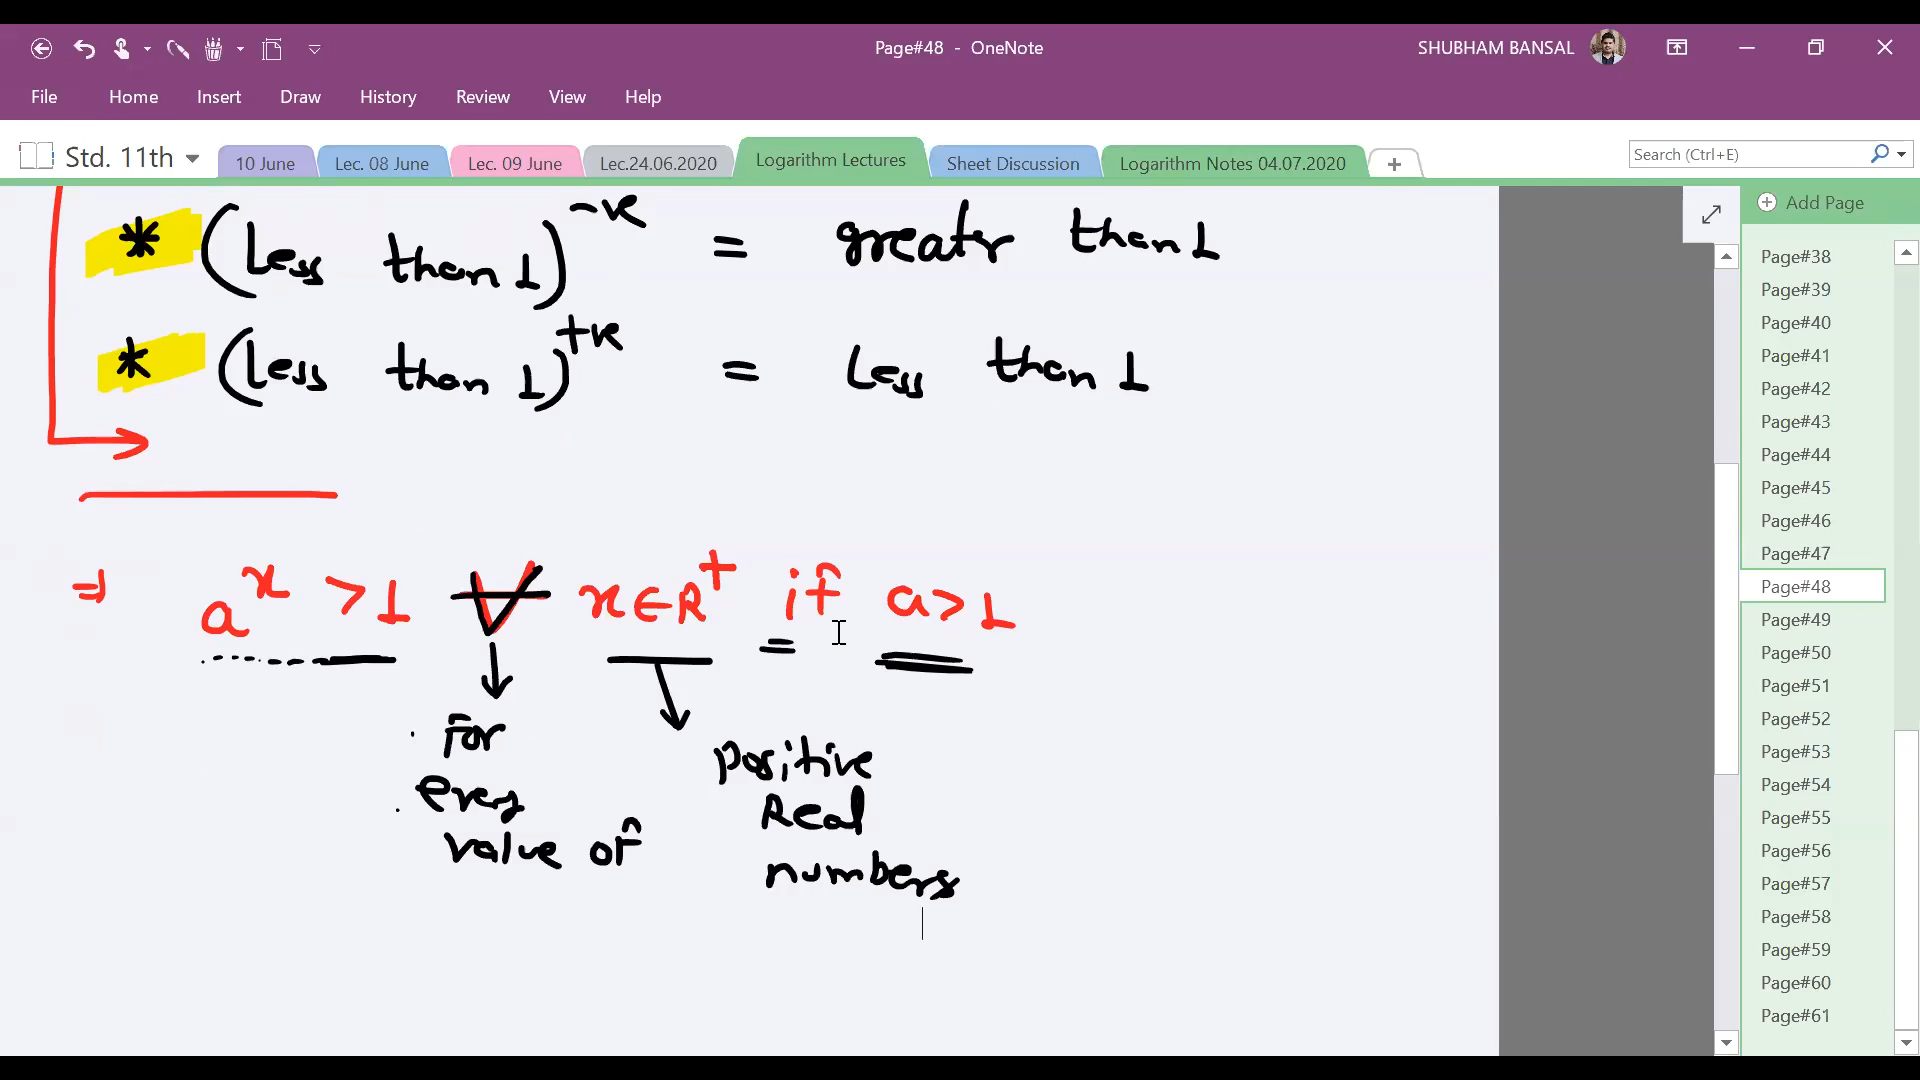 Page#48 - OneNote
SHUBHAM BANSAL
File Home Insert Draw History Review View Help
Std. 11th
10 June
Lec. 08 June
Lec. 09 June
Lec.24.06.2020
Logarithm Lectures
Sheet Discussion
Logarithm Notes 04.07.2020
Search (Ctrl+E)
* (Less than 1)^-ve = greater than 1
* (Less than 1)^+ve = Less than 1
⇒ a^x > 1 ∀ x ∈ R^+ if a > 1
For
every
value of
Positive
Real
numbers
Add Page
Page#38
Page#39
Page#40
Page#41
Page#42
Page#43
Page#44
Page#45
Page#46
Page#47
Page#48
Page#49
Page#50
Page#51
Page#52
Page#53
Page#54
Page#55
Page#56
Page#57
Page#58
Page#59
Page#60
Page#61